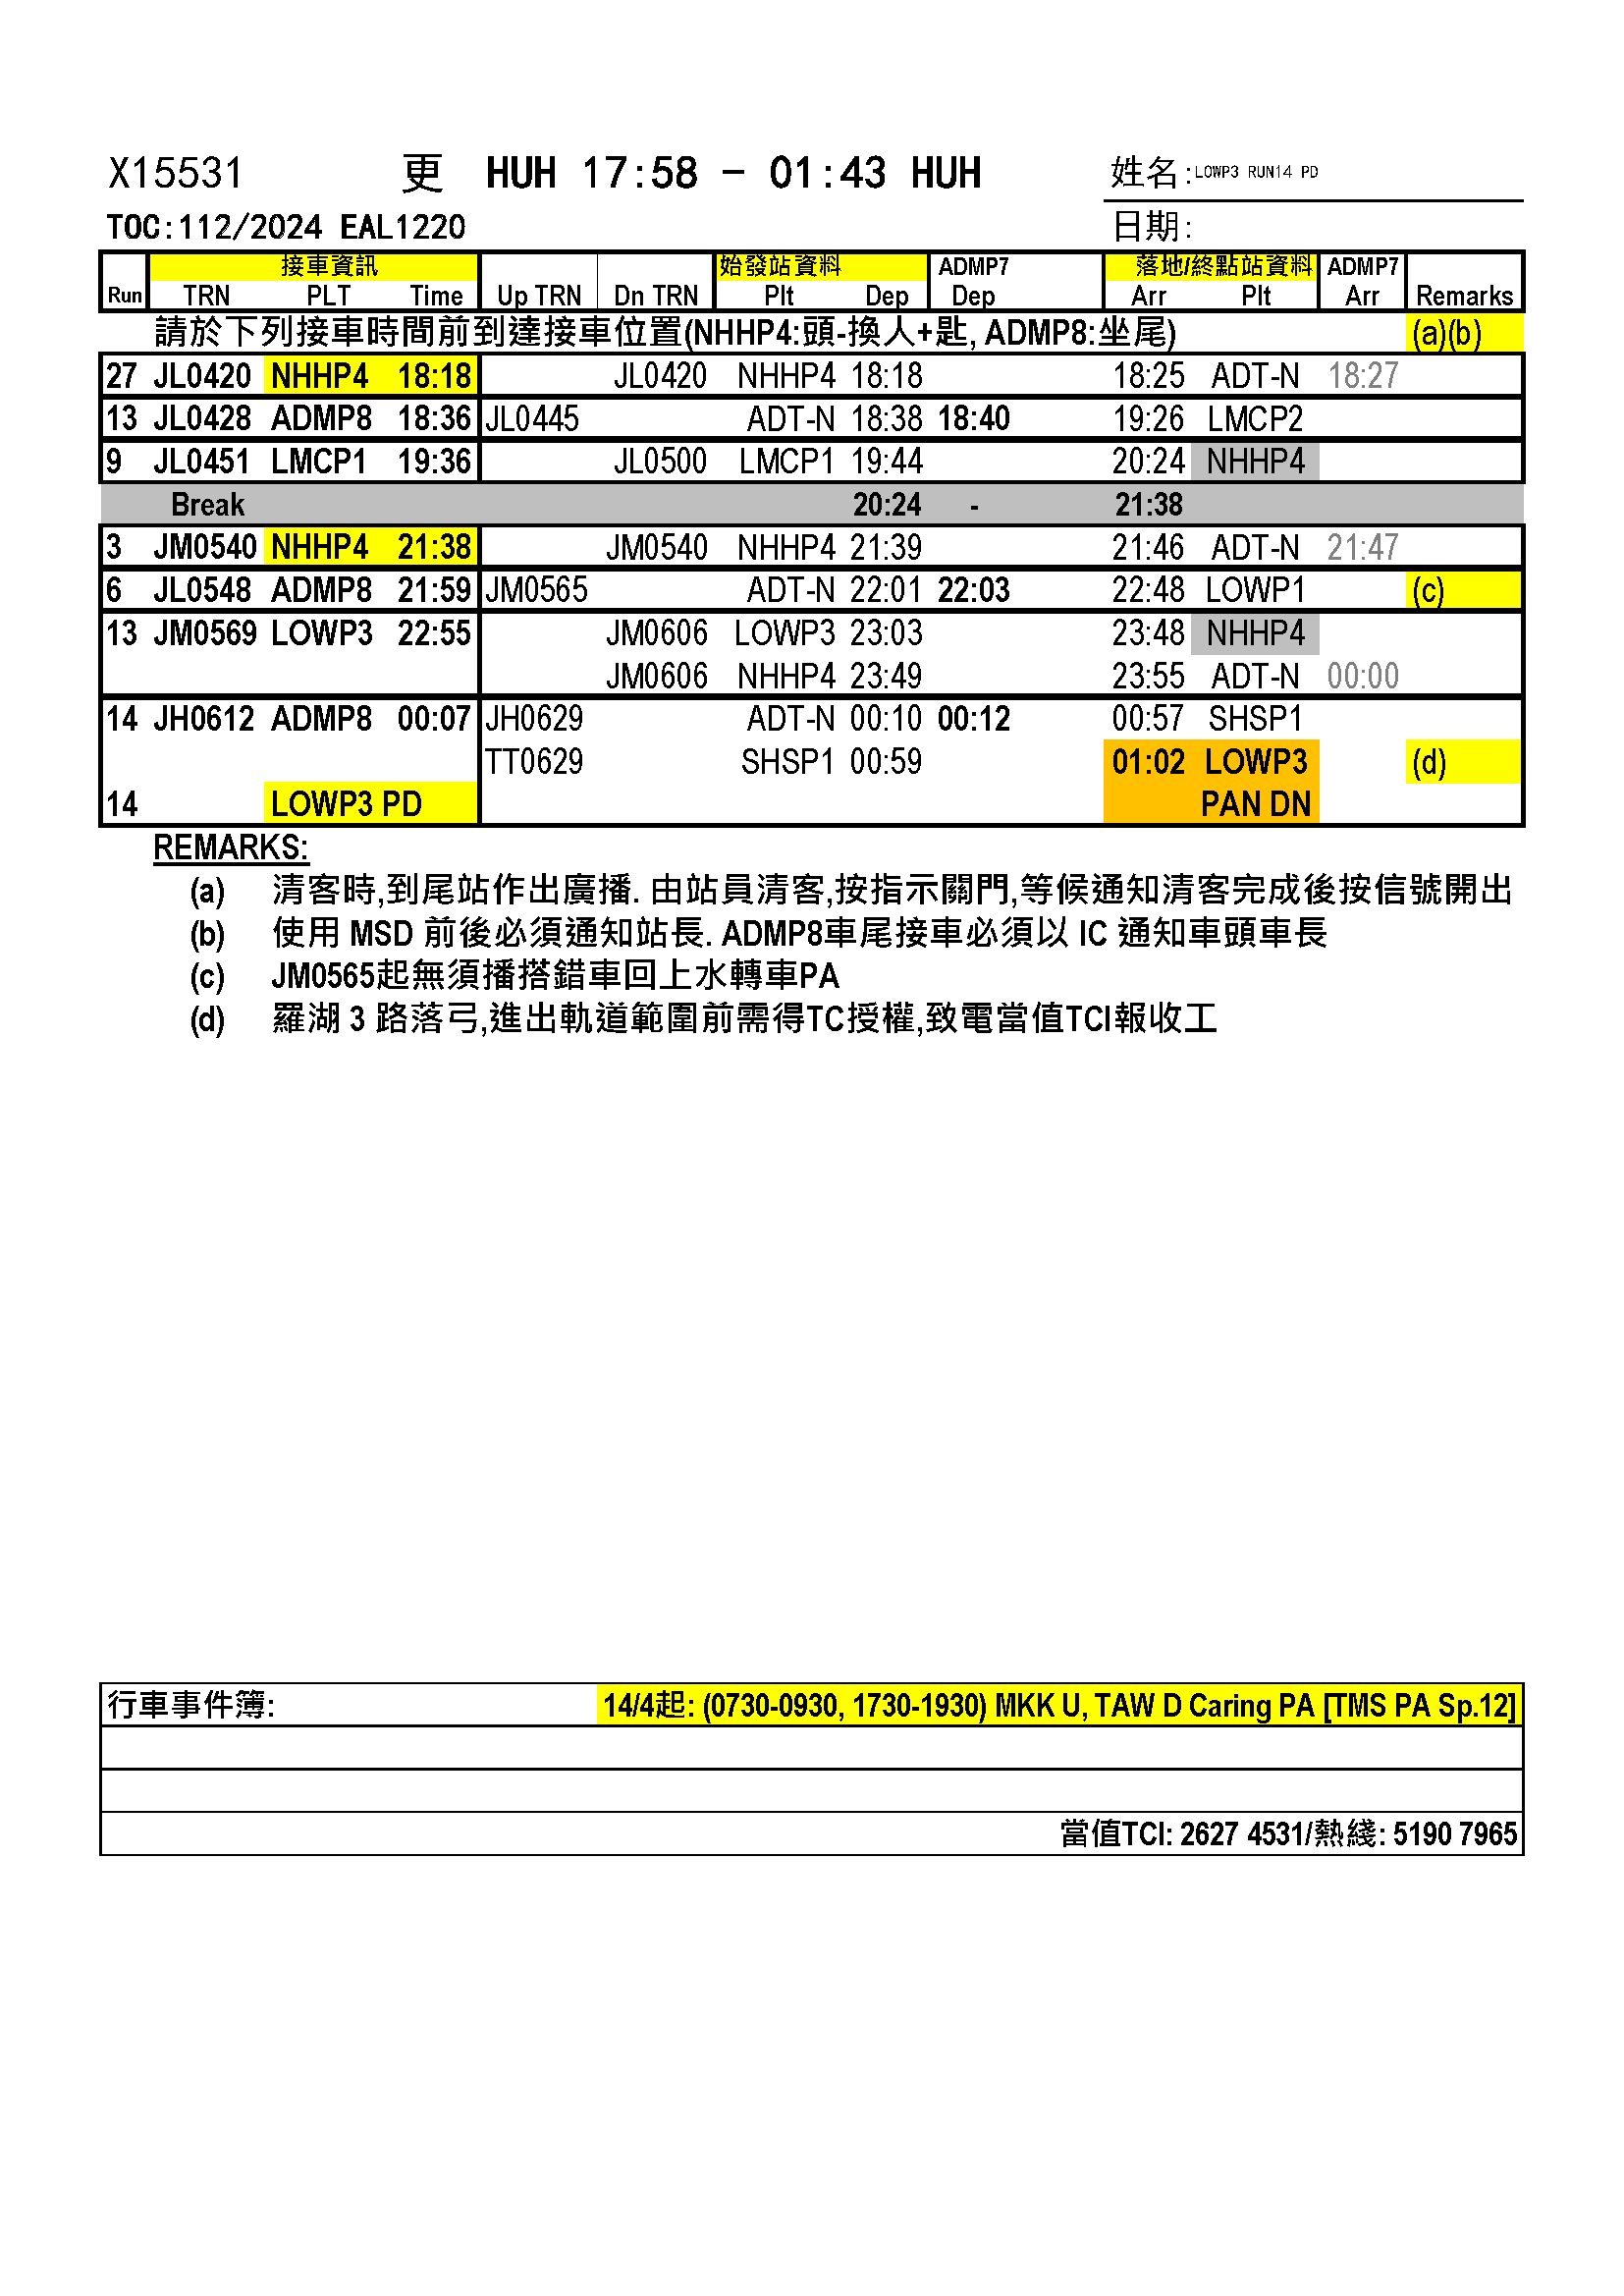 X15531 更 HUH 17:58 - 01:43 HUH 姓名:LOWP3 RUN14 PD
TOC:112/2024 EAL1220 日期:
接車資訊 始發站資料 ADMP7 落地/終點站資料 ADMP7
Run TRN PLT Time Up TRN Dn TRN Plt Dep Dep Arr Plt Arr Remarks
請於下列接車時間前到達接車位置(NHHP4:頭-換人+匙, ADMP8:坐尾) (a)(b)
27 JL0420 NHHP4 18:18 JL0420 NHHP4 18:18 18:25 ADT-N 18:27
13 JL0428 ADMP8 18:36 JL0445 ADT-N 18:38 18:40 19:26 LMCP2
9 JL0451 LMCP1 19:36 JL0500 LMCP1 19:44 20:24 NHHP4
Break 20:24 - 21:38
3 JM0540 NHHP4 21:38 JM0540 NHHP4 21:39 21:46 ADT-N 21:47
6 JL0548 ADMP8 21:59 JM0565 ADT-N 22:01 22:03 22:48 LOWP1 (c)
13 JM0569 LOWP3 22:55 JM0606 LOWP3 23:03 23:48 NHHP4
JM0606 NHHP4 23:49 23:55 ADT-N 00:00
14 JH0612 ADMP8 00:07 JH0629 ADT-N 00:10 00:12 00:57 SHSP1
TT0629 SHSP1 00:59 01:02 LOWP3 (d)
14 LOWP3 PD PAN DN
REMARKS:
(a) 清客時,到尾站作出廣播. 由站員清客,按指示關門,等候通知清客完成後按信號開出
(b) 使用 MSD 前後必須通知站長. ADMP8車尾接車必須以 IC 通知車頭車長
(c) JM0565起無須播搭錯車回上水轉車PA
(d) 羅湖 3 路落弓,進出軌道範圍前需得TC授權,致電當值TCI報收工
行車事件簿: 14/4起: (0730-0930, 1730-1930) MKK U, TAW D Caring PA [TMS PA Sp.12]
當值TCI: 2627 4531/熱綫: 5190 7965